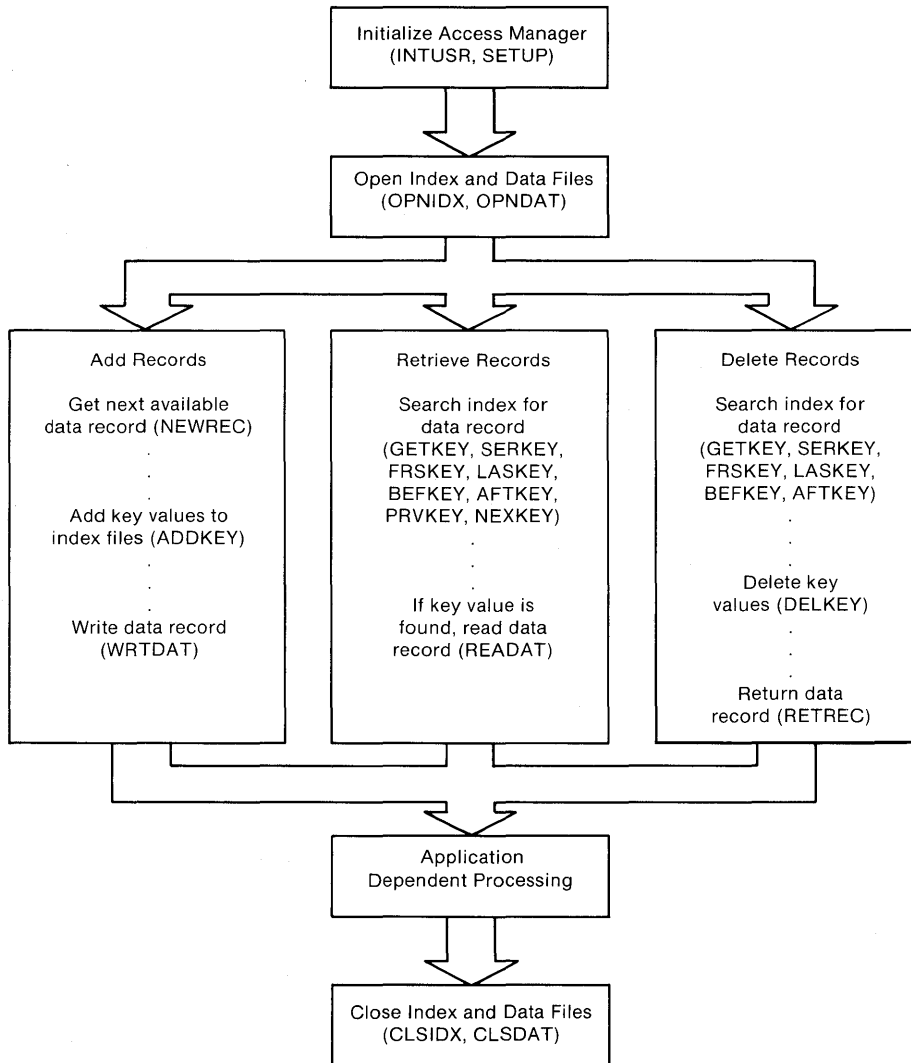 Initialize Access Manager
(INTUSR, SETUP)
Open Index and Data Files
(OPNIDX, OPNDAT)
Add Records
Get next available
data record (NEWREC)
.
.
.
Add key values to
index files (ADDKEY)
.
.
.
Write data record
(WRTDAT)
Retrieve Records
Search index for
data record
(GETKEY, SERKEY,
FRSKEY, LASKEY,
BEFKEY, AFTKEY,
PRVKEY, NEXKEY)
.
.
.
If key value is
found, read data
record (READAT)
Delete Records
Search index for
data record
(GETKEY, SERKEY,
FRSKEY, LASKEY,
BEFKEY, AFTKEY)
.
.
.
Delete key
values (DELKEY)
.
.
.
Return data
record (RETREC)
Application
Dependent Processing
Close Index and Data Files
(CLSIDX, CLSDAT)